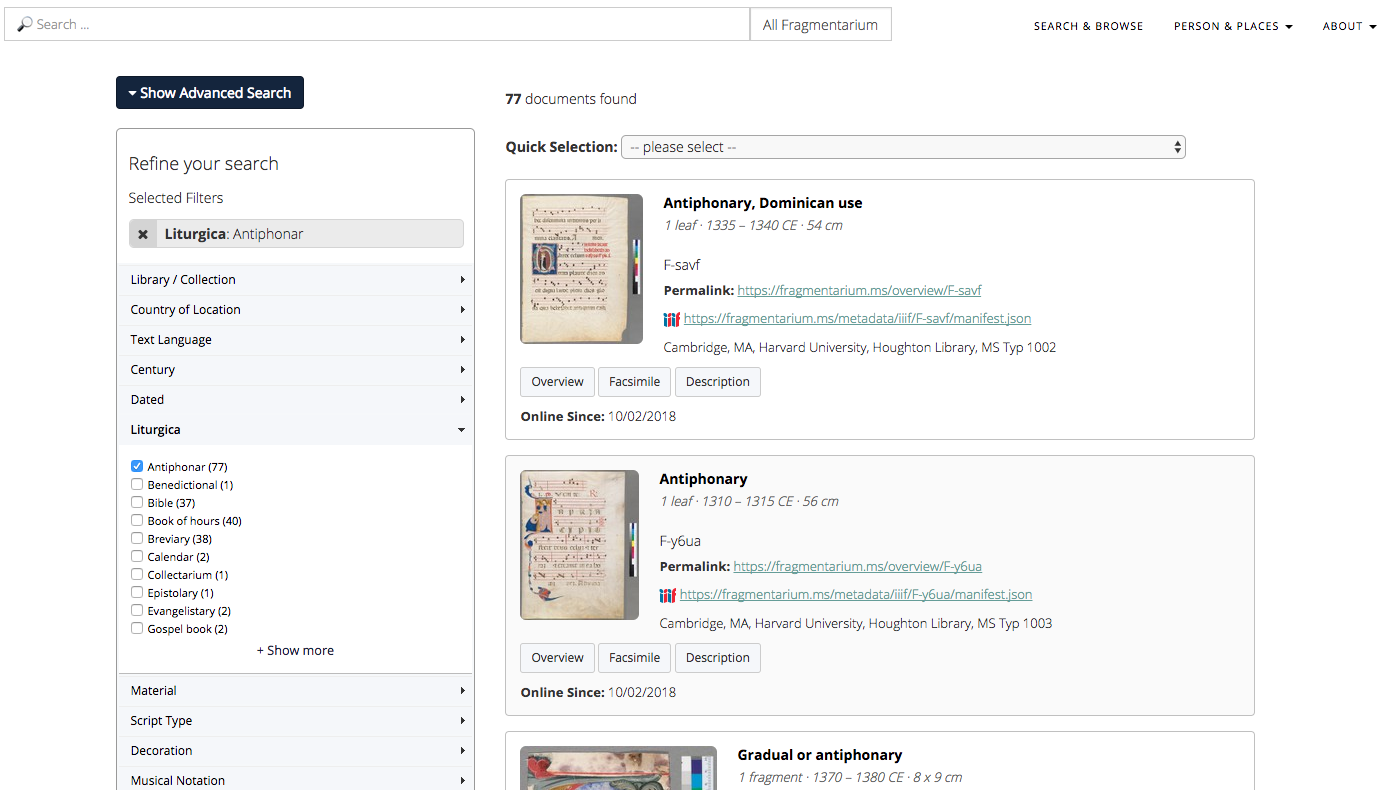 Search ...
All Fragmentarium
SEARCH & BROWSE
PERSON & PLACES
ABOUT
Show Advanced Search
Refine your search
Selected Filters
Liturgica: Antiphonar
Library / Collection
Country of Location
Text Language
Century
Dated
Liturgica
Antiphonar (77)
Benedictional (1)
Bible (37)
Book of hours (40)
Breviary (38)
Calendar (2)
Collectarium (1)
Epistolary (1)
Evangelistary (2)
Gospel book (2)
+ Show more
Material
Script Type
Decoration
Musical Notation
77 documents found
Quick Selection: -- please select --
Antiphonary, Dominican use
1 leaf · 1335 – 1340 CE · 54 cm
F-savf
Permalink: https://fragmentarium.ms/overview/F-savf
iiif https://fragmentarium.ms/metadata/iiif/F-savf/manifest.json
Cambridge, MA, Harvard University, Houghton Library, MS Typ 1002
Overview Facsimile Description
Online Since: 10/02/2018
Antiphonary
1 leaf · 1310 – 1315 CE · 56 cm
F-y6ua
Permalink: https://fragmentarium.ms/overview/F-y6ua
iiif https://fragmentarium.ms/metadata/iiif/F-y6ua/manifest.json
Cambridge, MA, Harvard University, Houghton Library, MS Typ 1003
Overview Facsimile Description
Online Since: 10/02/2018
Gradual or antiphonary
1 fragment · 1370 – 1380 CE · 8 x 9 cm